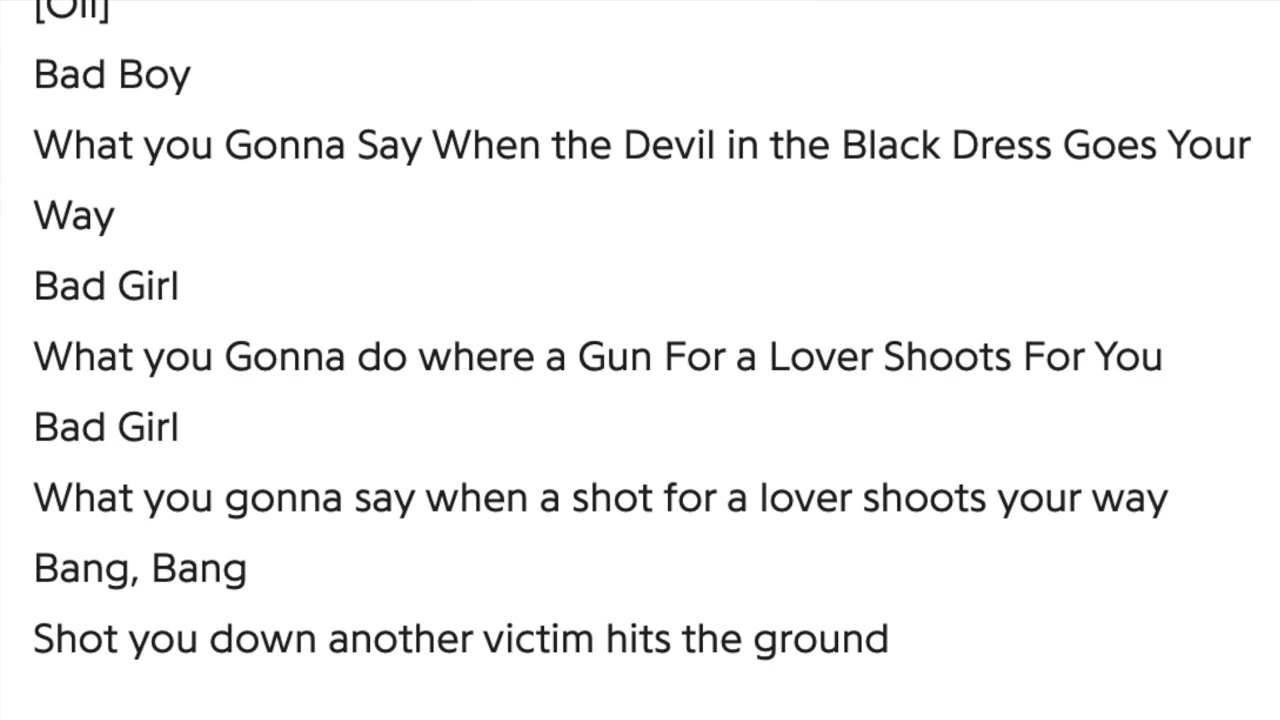 Bad Boy
What you Gonna Say When the Devil in the Black Dress Goes Your
Way
Bad Girl
What you Gonna do where a Gun For a Lover Shoots For You
Bad Girl
What you gonna say when a shot for a lover shoots your way
Bang, Bang
Shot you down another victim hits the ground